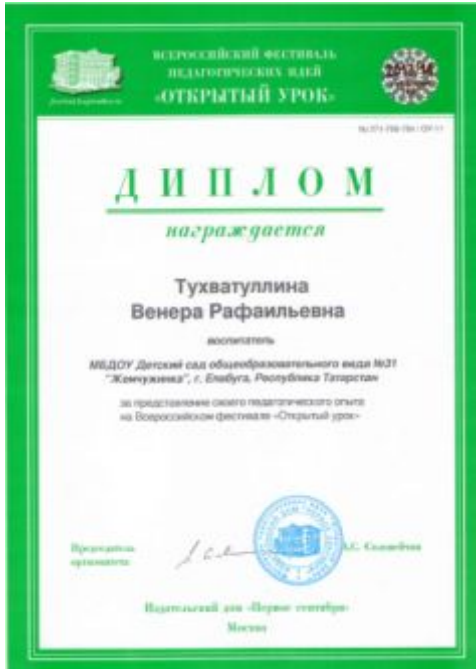 ВСЕРОССИЙСКИЙ ФЕСТИВАЛЬ
ПЕДАГОГИЧЕСКИХ ИДЕЙ
«ОТКРЫТЫЙ УРОК»
ДИПЛОМ
награждается
Тухватуллина
Венера Рафаильевна
воспитатель
МБДОУ Детский сад общеобразовательного вида №31
"Жемчужинка", г. Елабуга, Республика Татарстан
за представление своего педагогического опыта
на Всероссийском фестивале «Открытый урок»
Председатель
оргкомитета
А.С. Соловейчик
Издательский дом «Первое сентября»
Москва